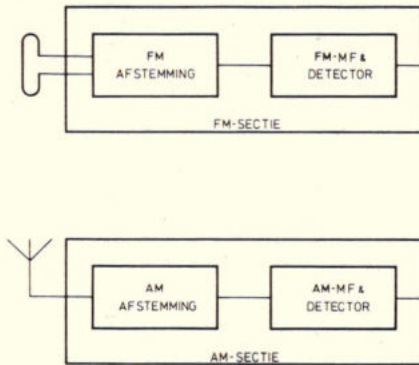 FM
AFSTEMMING
FM-MF &
DETECTOR
FM-SECTIE
AM
AFSTEMMING
AM-MF &
DETECTOR
AM-SECTIE